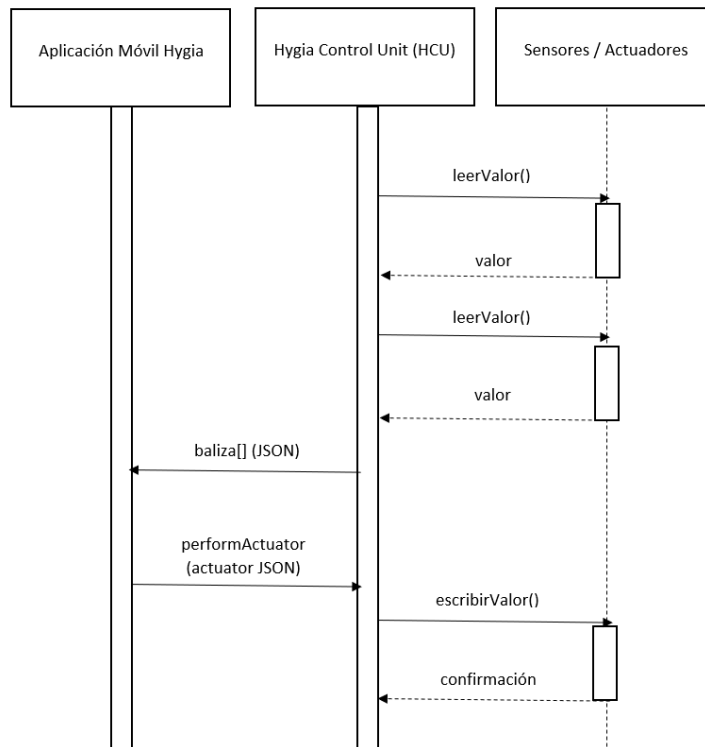 Aplicación Móvil Hygia
Hygia Control Unit (HCU)
Sensores / Actuadores
leerValor()
valor
leerValor()
valor
baliza[] (JSON)
performActuator
(actuator JSON)
escribirValor()
confirmación